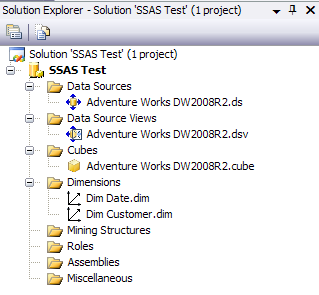 Solution Explorer - Solution 'SSAS Test' (1 project)
Solution 'SSAS Test' (1 project)
SSAS Test
Data Sources
Adventure Works DW2008R2.ds
Data Source Views
Adventure Works DW2008R2.dsv
Cubes
Adventure Works DW2008R2.cube
Dimensions
Dim Date.dim
Dim Customer.dim
Mining Structures
Roles
Assemblies
Miscellaneous